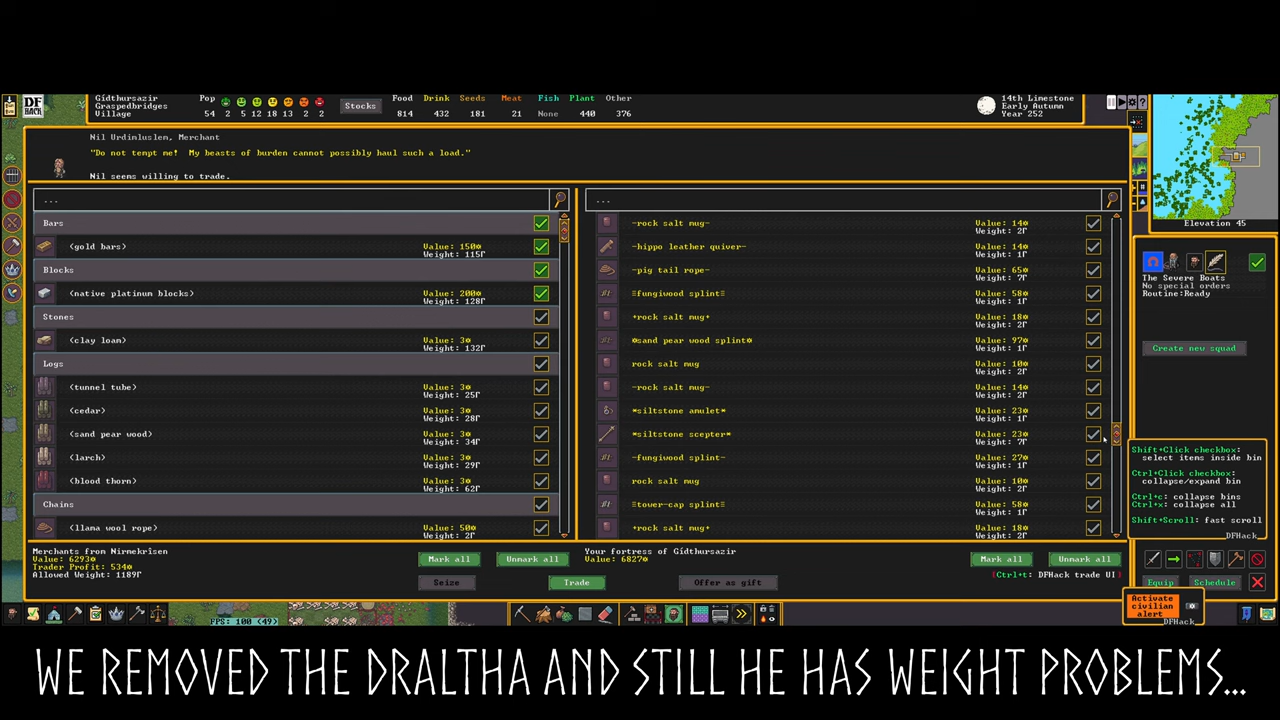 DF
HACK
Gídthursazir
Graspedbridges
Village
Pop
54 2 5 12 18 13 2 2
Stocks
Food Drink Seeds Meat Fish Plant Other
814 432 181 21 None 440 376
14th Limestone
Early Autumn
Year 252
Elevation 45
Nil Urdinluslem, Merchant
"Do not tempt me!  My beasts of burden cannot possibly haul such a load."
Nil seems willing to trade.
...
Bars
(gold bars) Value: 150☼
Weight: 115Γ
Blocks
(native platinum blocks) Value: 200☼
Weight: 128Γ
Stones
(clay loam) Value: 3☼
Weight: 132Γ
Logs
(tunnel tube) Value: 3☼
Weight: 25Γ
(cedar) Value: 3☼
Weight: 28Γ
(sand pear wood) Value: 3☼
Weight: 34Γ
(larch) Value: 3☼
Weight: 29Γ
(blood thorn) Value: 3☼
Weight: 62Γ
Chains
(llama wool rope) Value: 50☼
Weight: 2Γ
...
-rock salt mug- Value: 14☼
Weight: 2Γ
-hippo leather quiver- Value: 14☼
Weight: 1Γ
-pig tail rope- Value: 65☼
Weight: 7Γ
≡fungiwood splint≡ Value: 58☼
Weight: 1Γ
+rock salt mug+ Value: 18☼
Weight: 2Γ
☼sand pear wood splint☼ Value: 97☼
Weight: 1Γ
rock salt mug Value: 10☼
Weight: 2Γ
-rock salt mug- Value: 14☼
Weight: 2Γ
*siltstone amulet* Value: 23☼
Weight: 1Γ
*siltstone scepter* Value: 23☼
Weight: 7Γ
-fungiwood splint- Value: 27☼
Weight: 1Γ
rock salt mug Value: 10☼
Weight: 2Γ
≡tower-cap splint≡ Value: 58☼
Weight: 1Γ
+rock salt mug+ Value: 18☼
Weight: 2Γ
Merchants from Nirmekrîsen
Value: 6293☼
Trader Profit: 534☼
Allowed Weight: 1189Γ
Mark all Unmark all
Seize Trade Offer as gift
Your fortress of Gídthursazir
Value: 6827☼
Mark all Unmark all
[Ctrl+t: DFHack trade UI]
The Severe Boats
No special orders
Routine:Ready
Create new squad
Shift+Click checkbox:
select items inside bin
Ctrl+Click checkbox:
collapse/expand bin
Ctrl+c: collapse bins
Ctrl+x: collapse all
Shift+Scroll: fast scroll
DFHack
Equip Schedule
Activate
civilian
alert
DFHack
FPS: 100 (49)
WE REMOVED THE DRALTHA AND STILL HE HAS WEIGHT PROBLEMS...